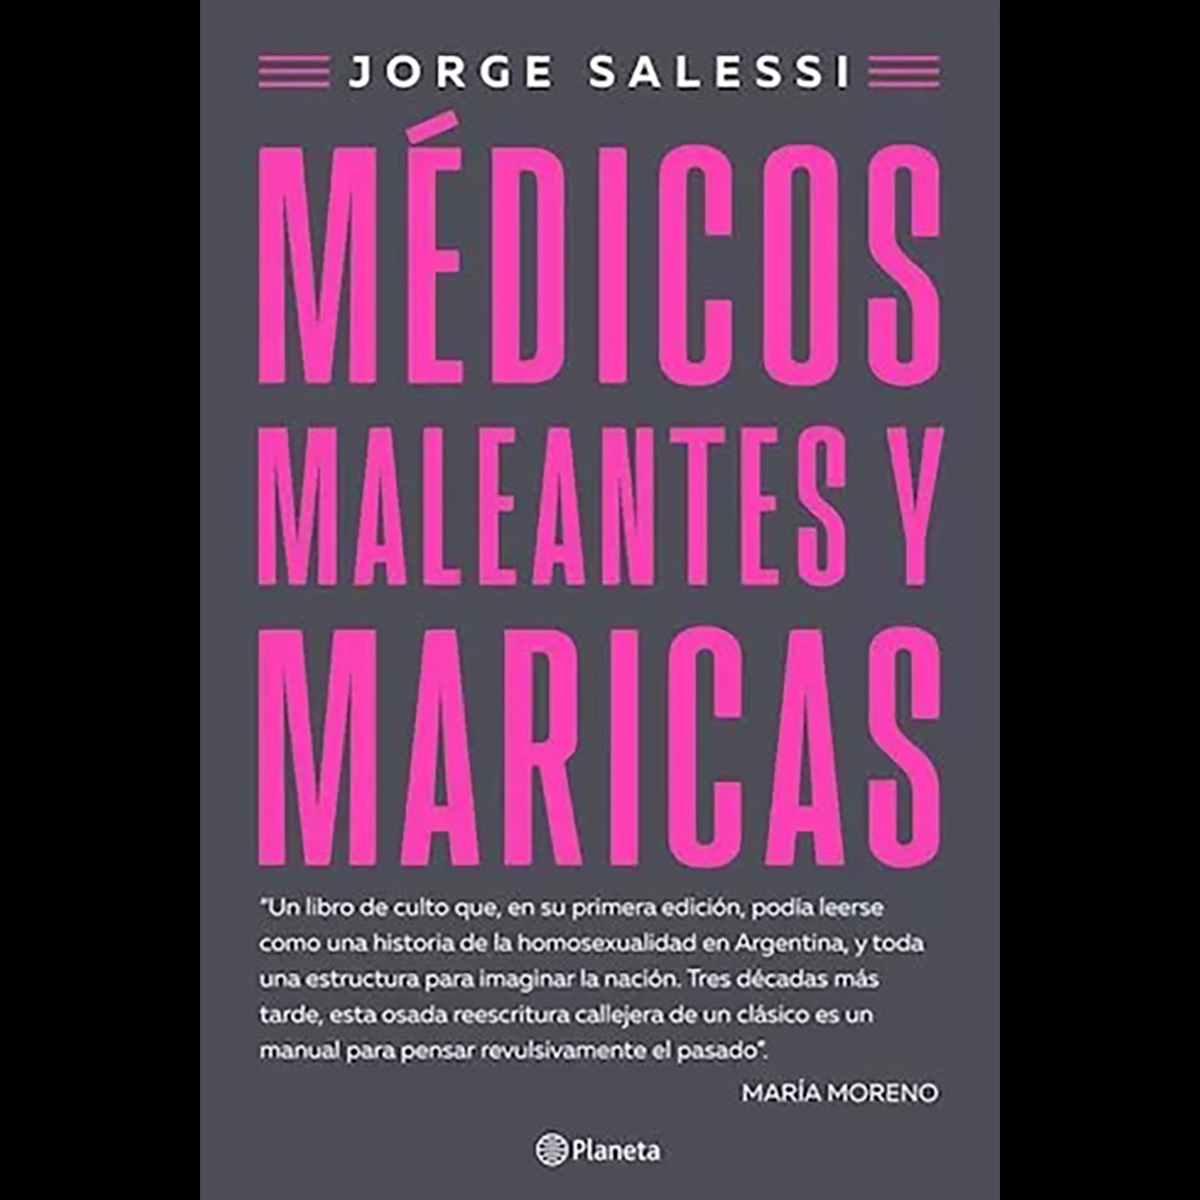 JORGE SALESSI
MÉDICOS
MALEANTES Y
MARICAS
"Un libro de culto que, en su primera edición, podía leerse
como una historia de la homosexualidad en Argentina, y toda
una estructura para imaginar la nación. Tres décadas más
tarde, esta osada reescritura callejera de un clásico es un
manual para pensar revulsivamente el pasado".
MARÍA MORENO
Planeta